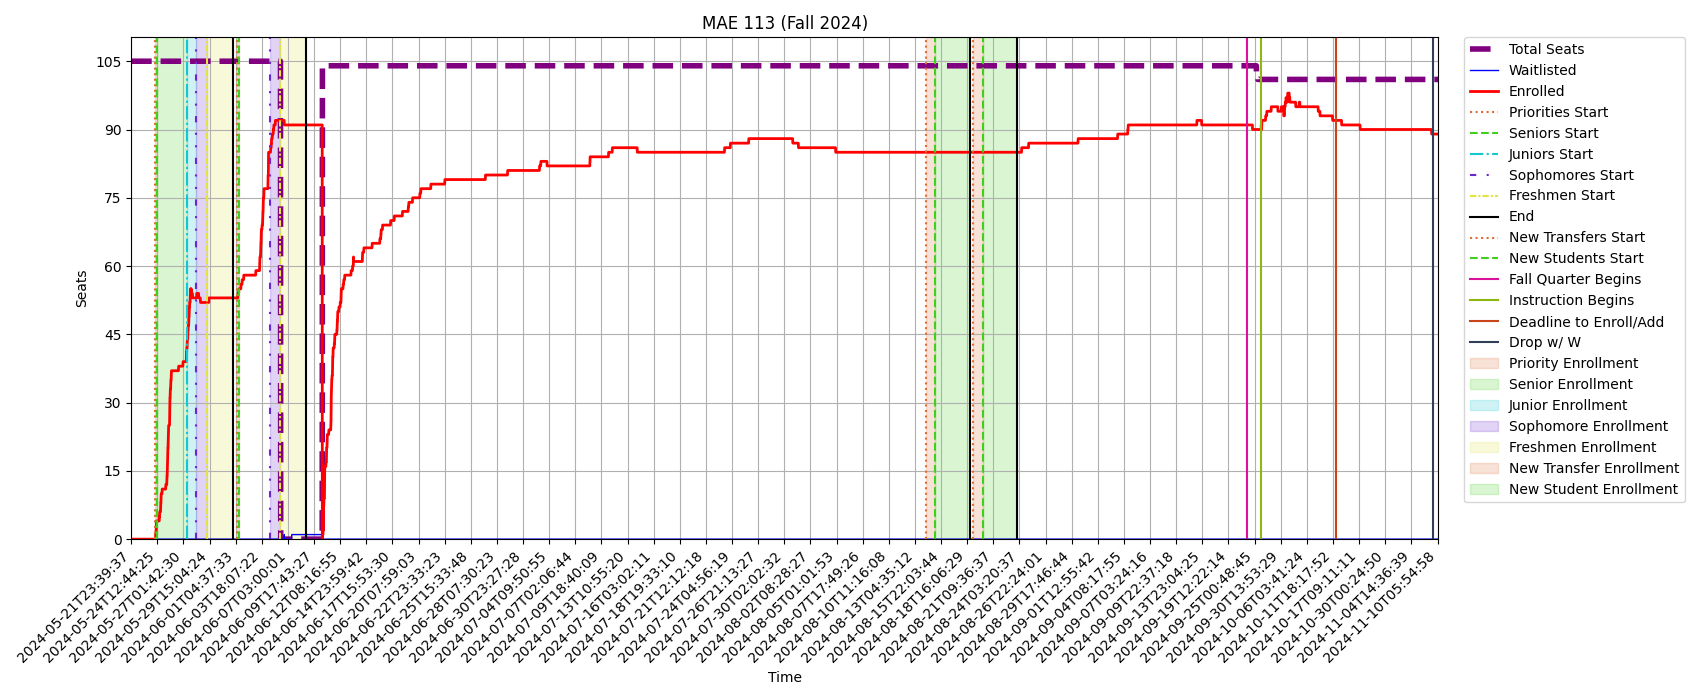 MAE 113 (Fall 2024)
Seats
105
90
75
60
45
30
15
0
2024-05-21T23:39:37
2024-05-24T12:44:25
2024-05-27T01:42:30
2024-05-29T15:04:24
2024-06-01T04:37:33
2024-06-03T18:07:22
2024-06-07T03:00:01
2024-06-09T17:43:27
2024-06-12T08:16:55
2024-06-14T23:59:42
2024-06-17T15:53:30
2024-06-20T07:59:03
2024-06-22T23:33:23
2024-06-25T15:33:48
2024-06-28T07:30:23
2024-06-30T23:27:28
2024-07-04T09:50:55
2024-07-07T02:06:44
2024-07-09T18:40:09
2024-07-13T10:55:20
2024-07-16T03:02:11
2024-07-18T19:33:10
2024-07-21T12:12:18
2024-07-24T04:56:19
2024-07-26T21:13:27
2024-07-30T02:02:32
2024-08-02T08:28:27
2024-08-05T01:01:53
2024-08-07T17:49:26
2024-08-10T11:16:08
2024-08-13T04:35:12
2024-08-15T22:03:44
2024-08-18T16:06:29
2024-08-21T09:36:37
2024-08-24T03:20:37
2024-08-26T22:24:01
2024-08-29T17:46:44
2024-09-01T12:55:42
2024-09-04T08:17:55
2024-09-07T03:24:16
2024-09-09T22:37:18
2024-09-13T23:04:25
2024-09-19T12:22:14
2024-09-25T00:48:45
2024-09-30T13:53:29
2024-10-06T03:41:24
2024-10-11T18:17:52
2024-10-17T09:11:11
2024-10-30T00:24:50
2024-11-04T14:36:39
2024-11-10T05:54:58
Time
Total Seats
Waitlisted
Enrolled
Priorities Start
Seniors Start
Juniors Start
Sophomores Start
Freshmen Start
End
New Transfers Start
New Students Start
Fall Quarter Begins
Instruction Begins
Deadline to Enroll/Add
Drop w/ W
Priority Enrollment
Senior Enrollment
Junior Enrollment
Sophomore Enrollment
Freshmen Enrollment
New Transfer Enrollment
New Student Enrollment